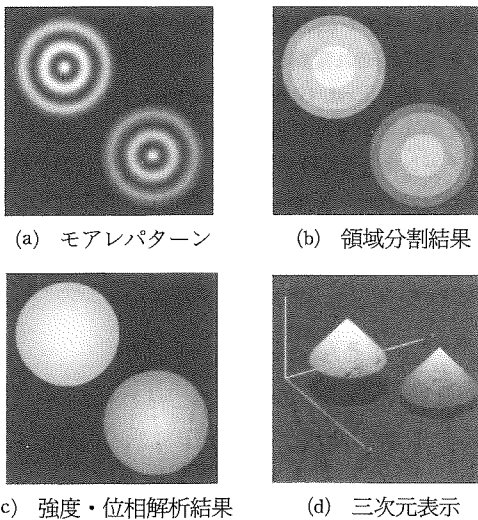 (a) モアレパターン
(b) 領域分割結果
c) 強度・位相解析結果
(d) 三次元表示